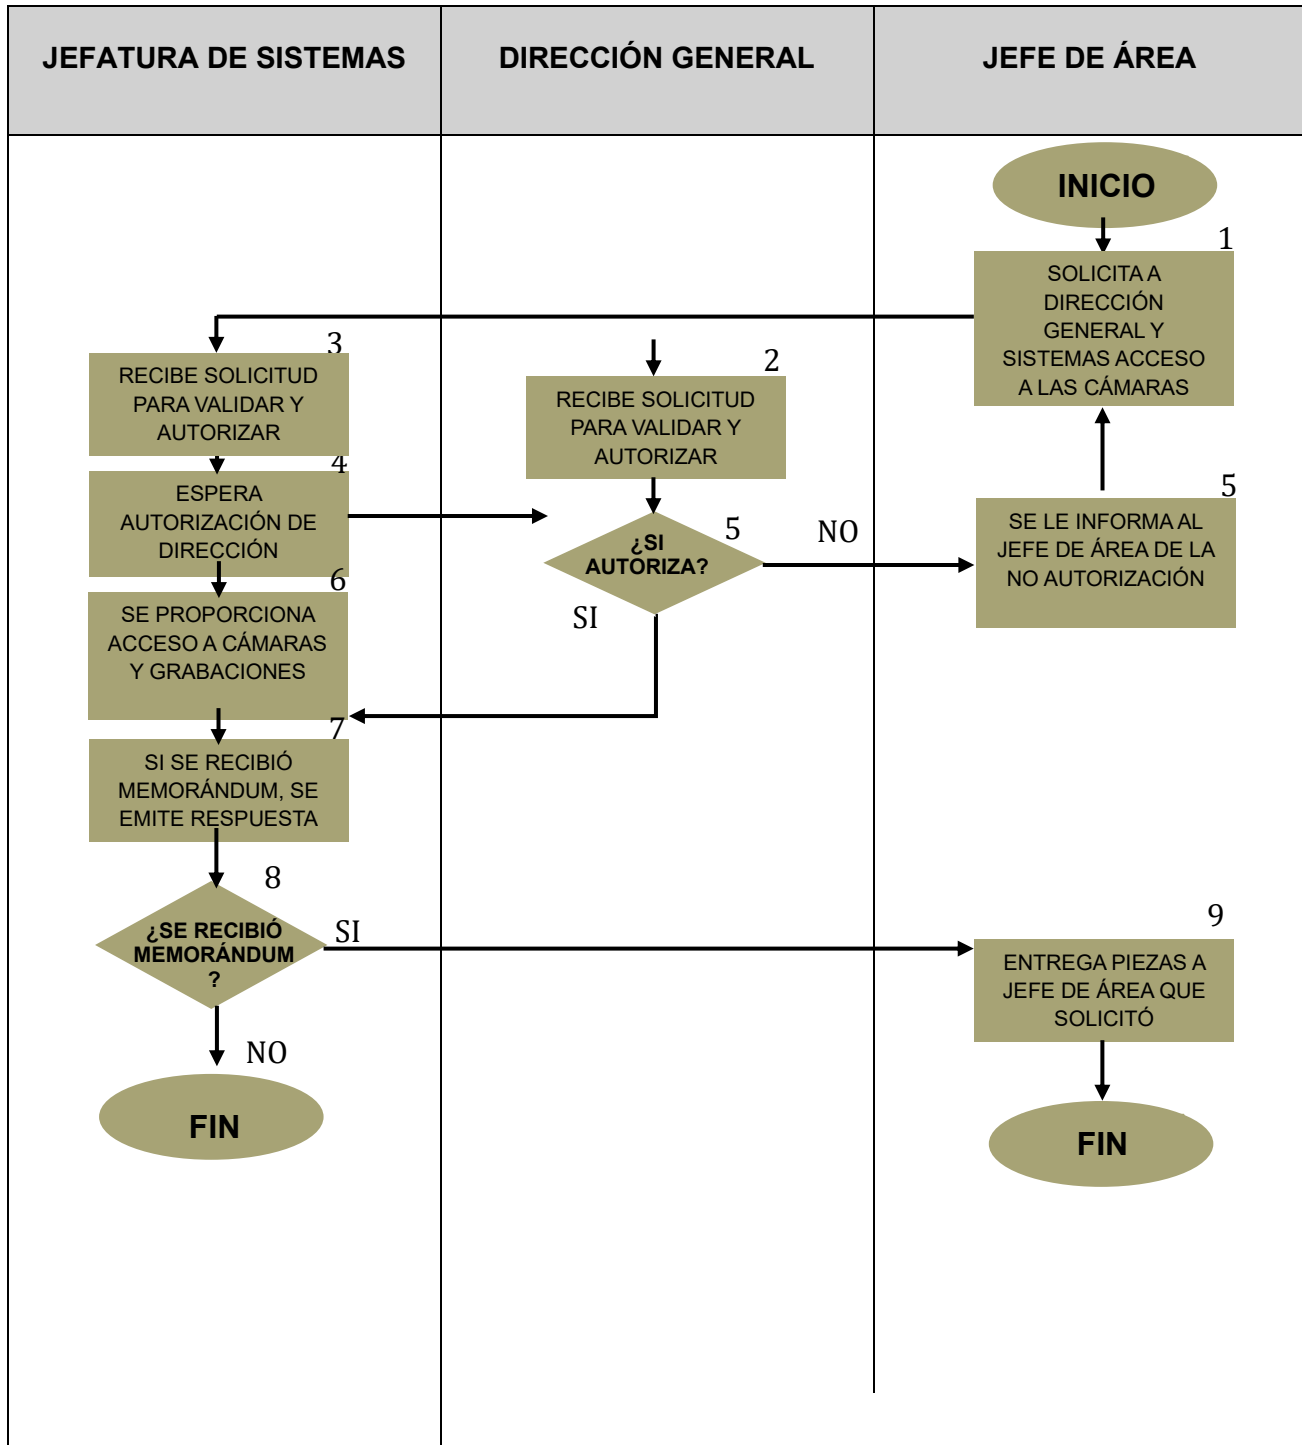 JEFATURA DE SISTEMAS
DIRECCIÓN GENERAL
JEFE DE ÁREA
INICIO
1
SOLICITA A
DIRECCIÓN
GENERAL Y
SISTEMAS ACCESO
A LAS CÁMARAS
3
RECIBE SOLICITUD
PARA VALIDAR Y
AUTORIZAR
2
RECIBE SOLICITUD
PARA VALIDAR Y
AUTORIZAR
4
ESPERA
AUTORIZACIÓN DE
DIRECCIÓN
5
¿SI
AUTORIZA?
NO
SI
5
SE LE INFORMA AL
JEFE DE ÁREA DE LA
NO AUTORIZACIÓN
6
SE PROPORCIONA
ACCESO A CÁMARAS
Y GRABACIONES
7
SI SE RECIBIÓ
MEMORÁNDUM, SE
EMITE RESPUESTA
8
¿SE RECIBIÓ
MEMORÁNDUM
?
SI
NO
9
ENTREGA PIEZAS A
JEFE DE ÁREA QUE
SOLICITÓ
FIN
FIN